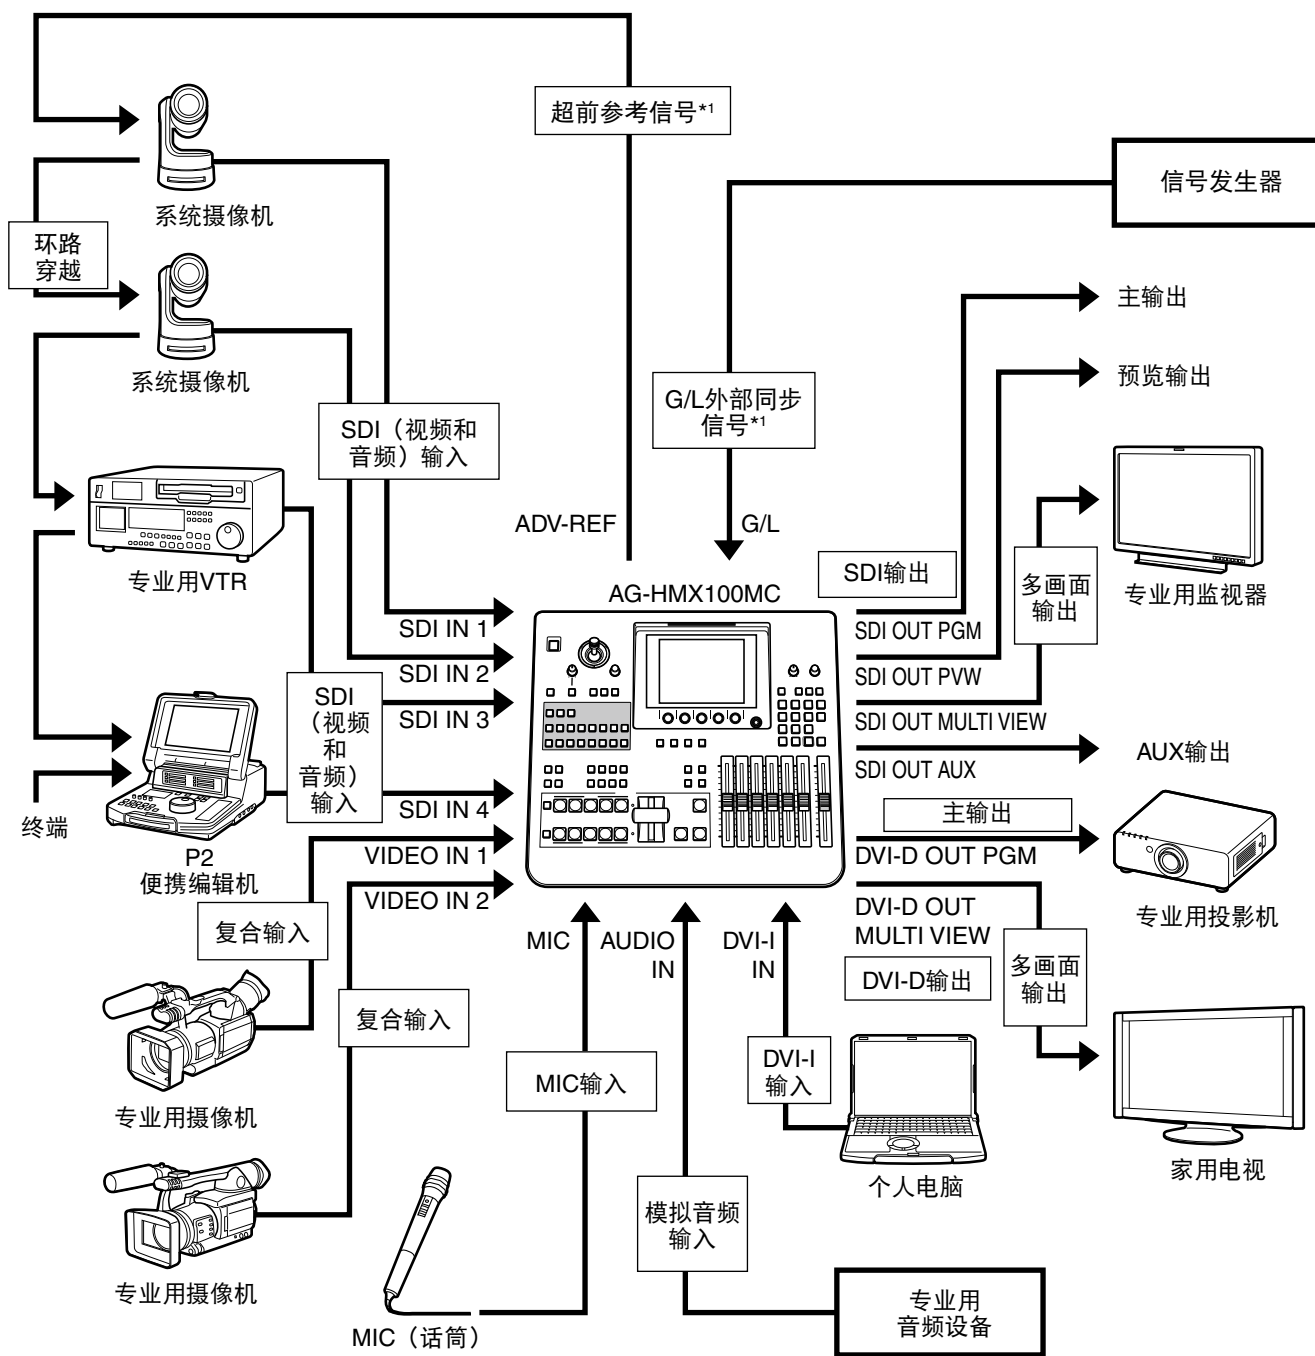 超前参考信号*1
信号发生器
系统摄像机
环路
穿越
主输出
系统摄像机
预览输出
G/L外部同步
信号*1
SDI（视频和
音频）输入
ADV-REF
G/L
SDI输出
多画面
输出
专业用VTR
专业用监视器
AG-HMX100MC
SDI IN 1
SDI OUT PGM
SDI IN 2
SDI OUT PVW
SDI
（视频
和
音频）
输入
SDI IN 3
SDI OUT MULTI VIEW
AUX输出
SDI OUT AUX
SDI IN 4
主输出
终端
P2
便携编辑机
VIDEO IN 1
DVI-D OUT PGM
VIDEO IN 2
DVI-D OUT
MULTI VIEW
专业用投影机
复合输入
MIC
AUDIO
IN
DVI-I
IN
DVI-D输出
多画面
输出
复合输入
MIC输入
DVI-I
输入
专业用摄像机
家用电视
个人电脑
模拟音频
输入
专业用摄像机
MIC（话筒）
专业用
音频设备